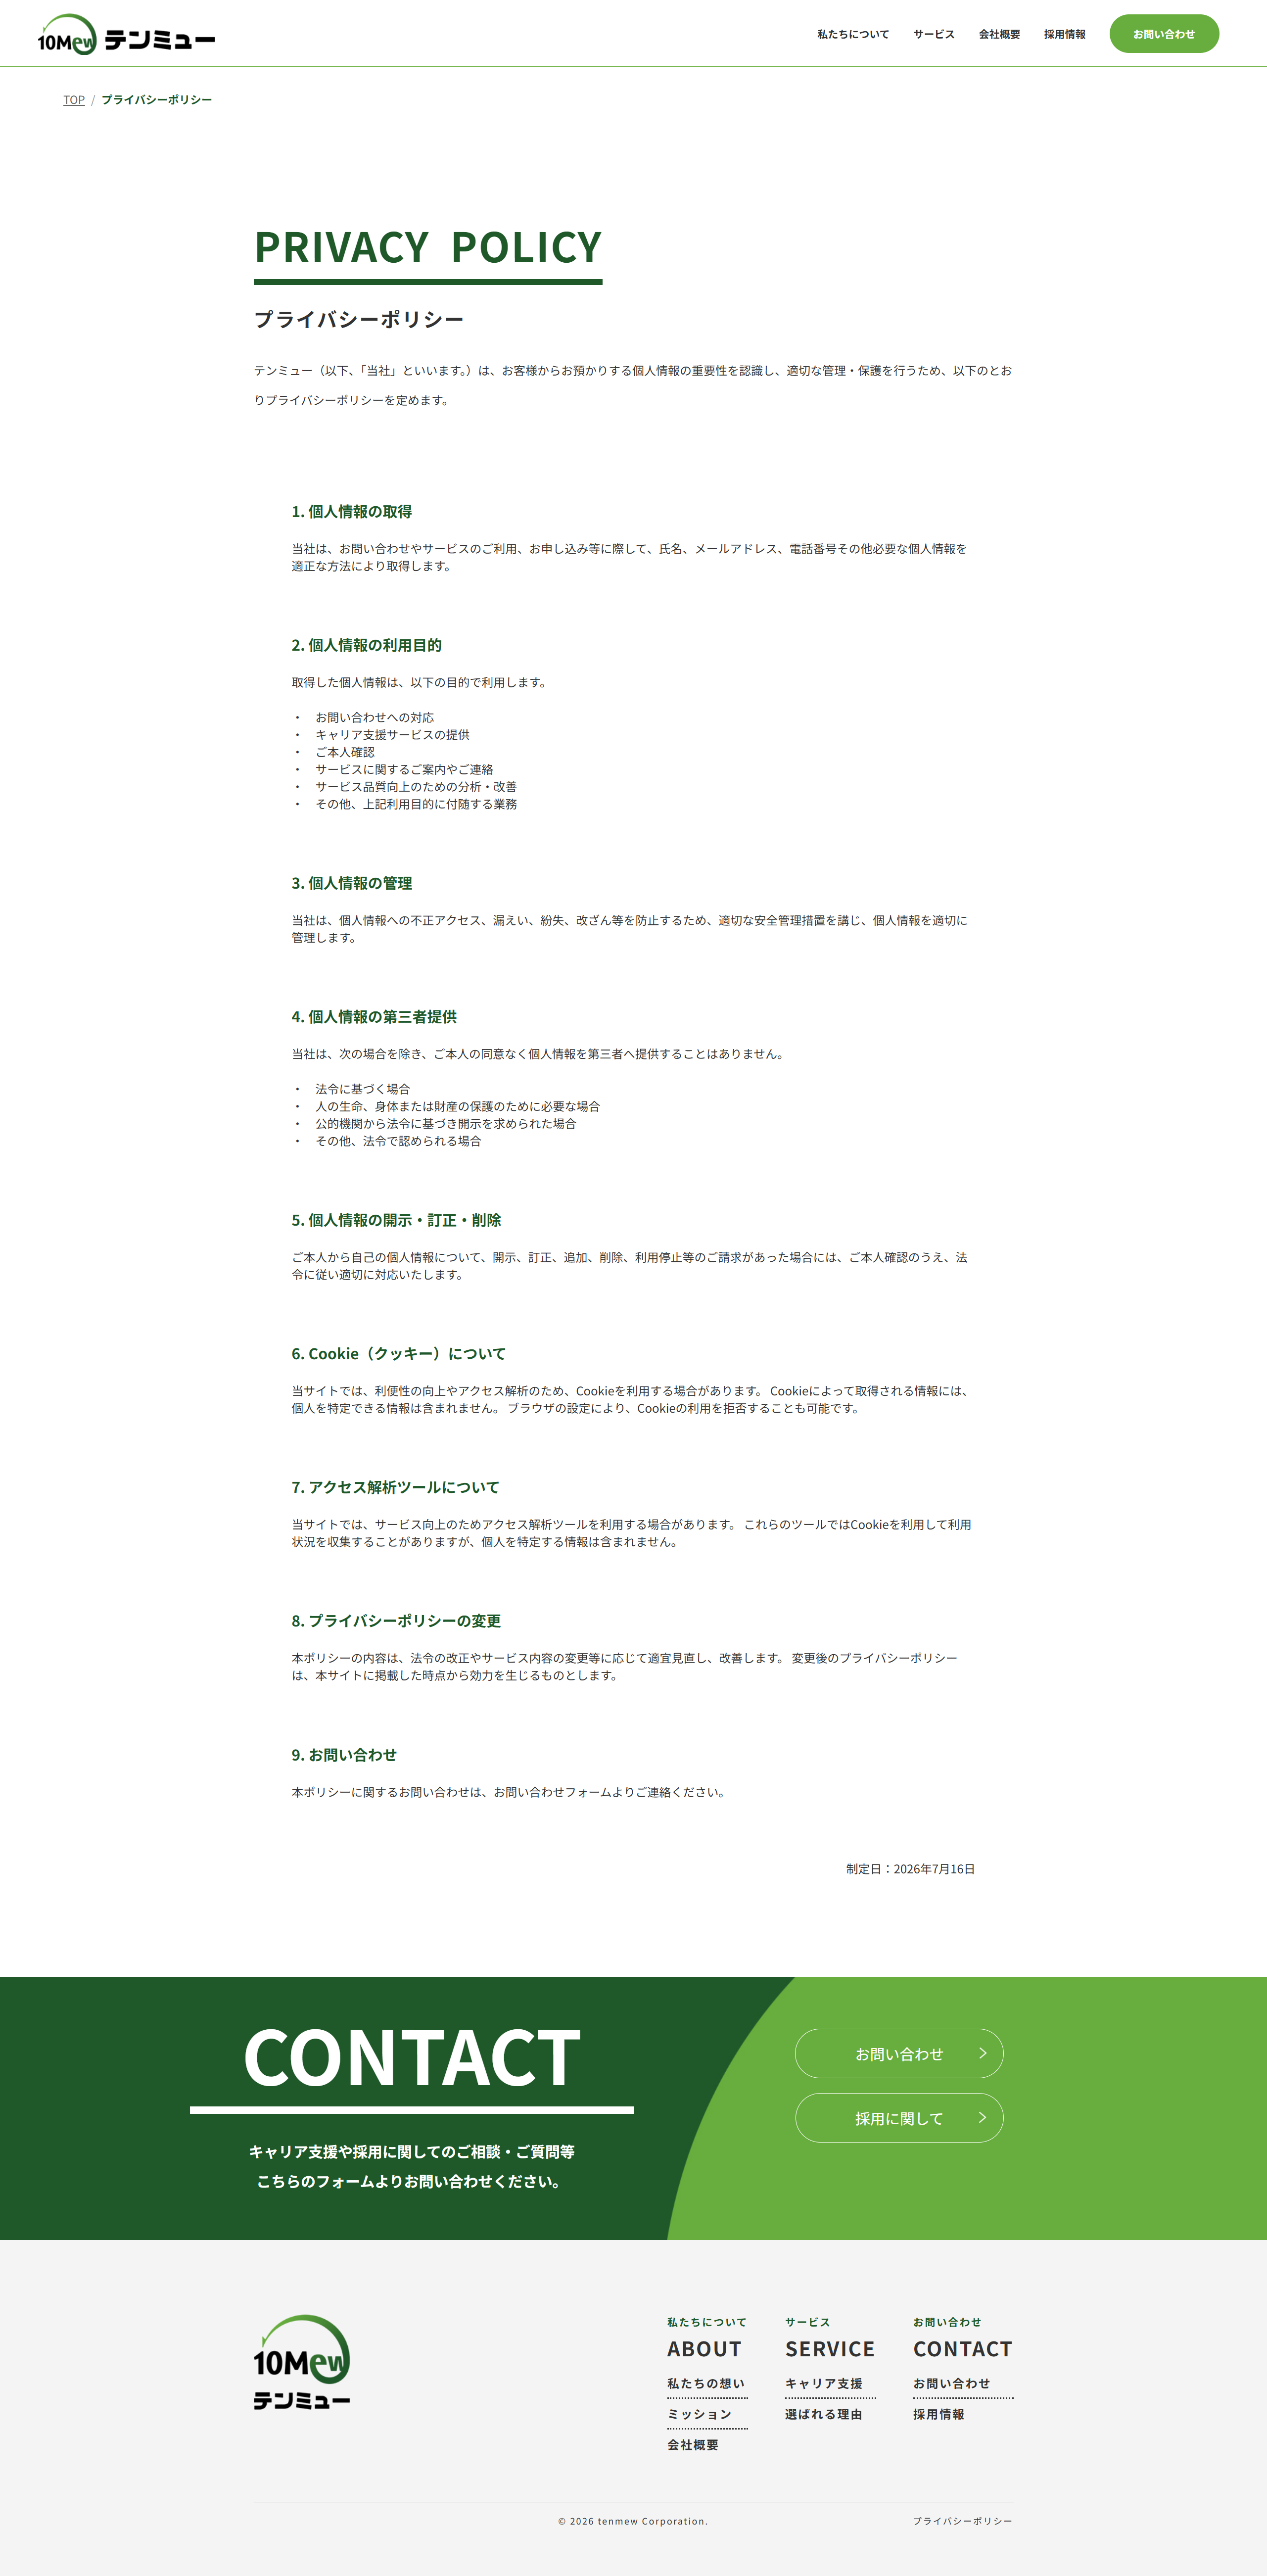 10Mew テンミュー
私たちについて
サービス
会社概要
採用情報
お問い合わせ
TOP / プライバシーポリシー
PRIVACY POLICY
プライバシーポリシー
テンミュー（以下、「当社」といいます。）は、お客様からお預かりする個人情報の重要性を認識し、適切な管理・保護を行うため、以下のとお
りプライバシーポリシーを定めます。
1. 個人情報の取得
当社は、お問い合わせやサービスのご利用、お申し込み等に際して、氏名、メールアドレス、電話番号その他必要な個人情報を
適正な方法により取得します。
2. 個人情報の利用目的
取得した個人情報は、以下の目的で利用します。
・ お問い合わせへの対応
・ キャリア支援サービスの提供
・ ご本人確認
・ サービスに関するご案内やご連絡
・ サービス品質向上のための分析・改善
・ その他、上記利用目的に付随する業務
3. 個人情報の管理
当社は、個人情報への不正アクセス、漏えい、紛失、改ざん等を防止するため、適切な安全管理措置を講じ、個人情報を適切に
管理します。
4. 個人情報の第三者提供
当社は、次の場合を除き、ご本人の同意なく個人情報を第三者へ提供することはありません。
・ 法令に基づく場合
・ 人の生命、身体または財産の保護のために必要な場合
・ 公的機関から法令に基づき開示を求められた場合
・ その他、法令で認められる場合
5. 個人情報の開示・訂正・削除
ご本人から自己の個人情報について、開示、訂正、追加、削除、利用停止等のご請求があった場合には、ご本人確認のうえ、法
令に従い適切に対応いたします。
6. Cookie（クッキー）について
当サイトでは、利便性の向上やアクセス解析のため、Cookieを利用する場合があります。 Cookieによって取得される情報には、
個人を特定できる情報は含まれません。 ブラウザの設定により、Cookieの利用を拒否することも可能です。
7. アクセス解析ツールについて
当サイトでは、サービス向上のためアクセス解析ツールを利用する場合があります。 これらのツールではCookieを利用して利用
状況を収集することがありますが、個人を特定する情報は含まれません。
8. プライバシーポリシーの変更
本ポリシーの内容は、法令の改正やサービス内容の変更等に応じて適宜見直し、改善します。 変更後のプライバシーポリシー
は、本サイトに掲載した時点から効力を生じるものとします。
9. お問い合わせ
本ポリシーに関するお問い合わせは、お問い合わせフォームよりご連絡ください。
制定日：2026年7月16日
CONTACT
キャリア支援や採用に関してのご相談・ご質問等
こちらのフォームよりお問い合わせください。
お問い合わせ
採用に関して
10Mew
テンミュー
私たちについて
ABOUT
私たちの想い
ミッション
会社概要
サービス
SERVICE
キャリア支援
選ばれる理由
お問い合わせ
CONTACT
お問い合わせ
採用情報
© 2026 tenmew Corporation.
プライバシーポリシー